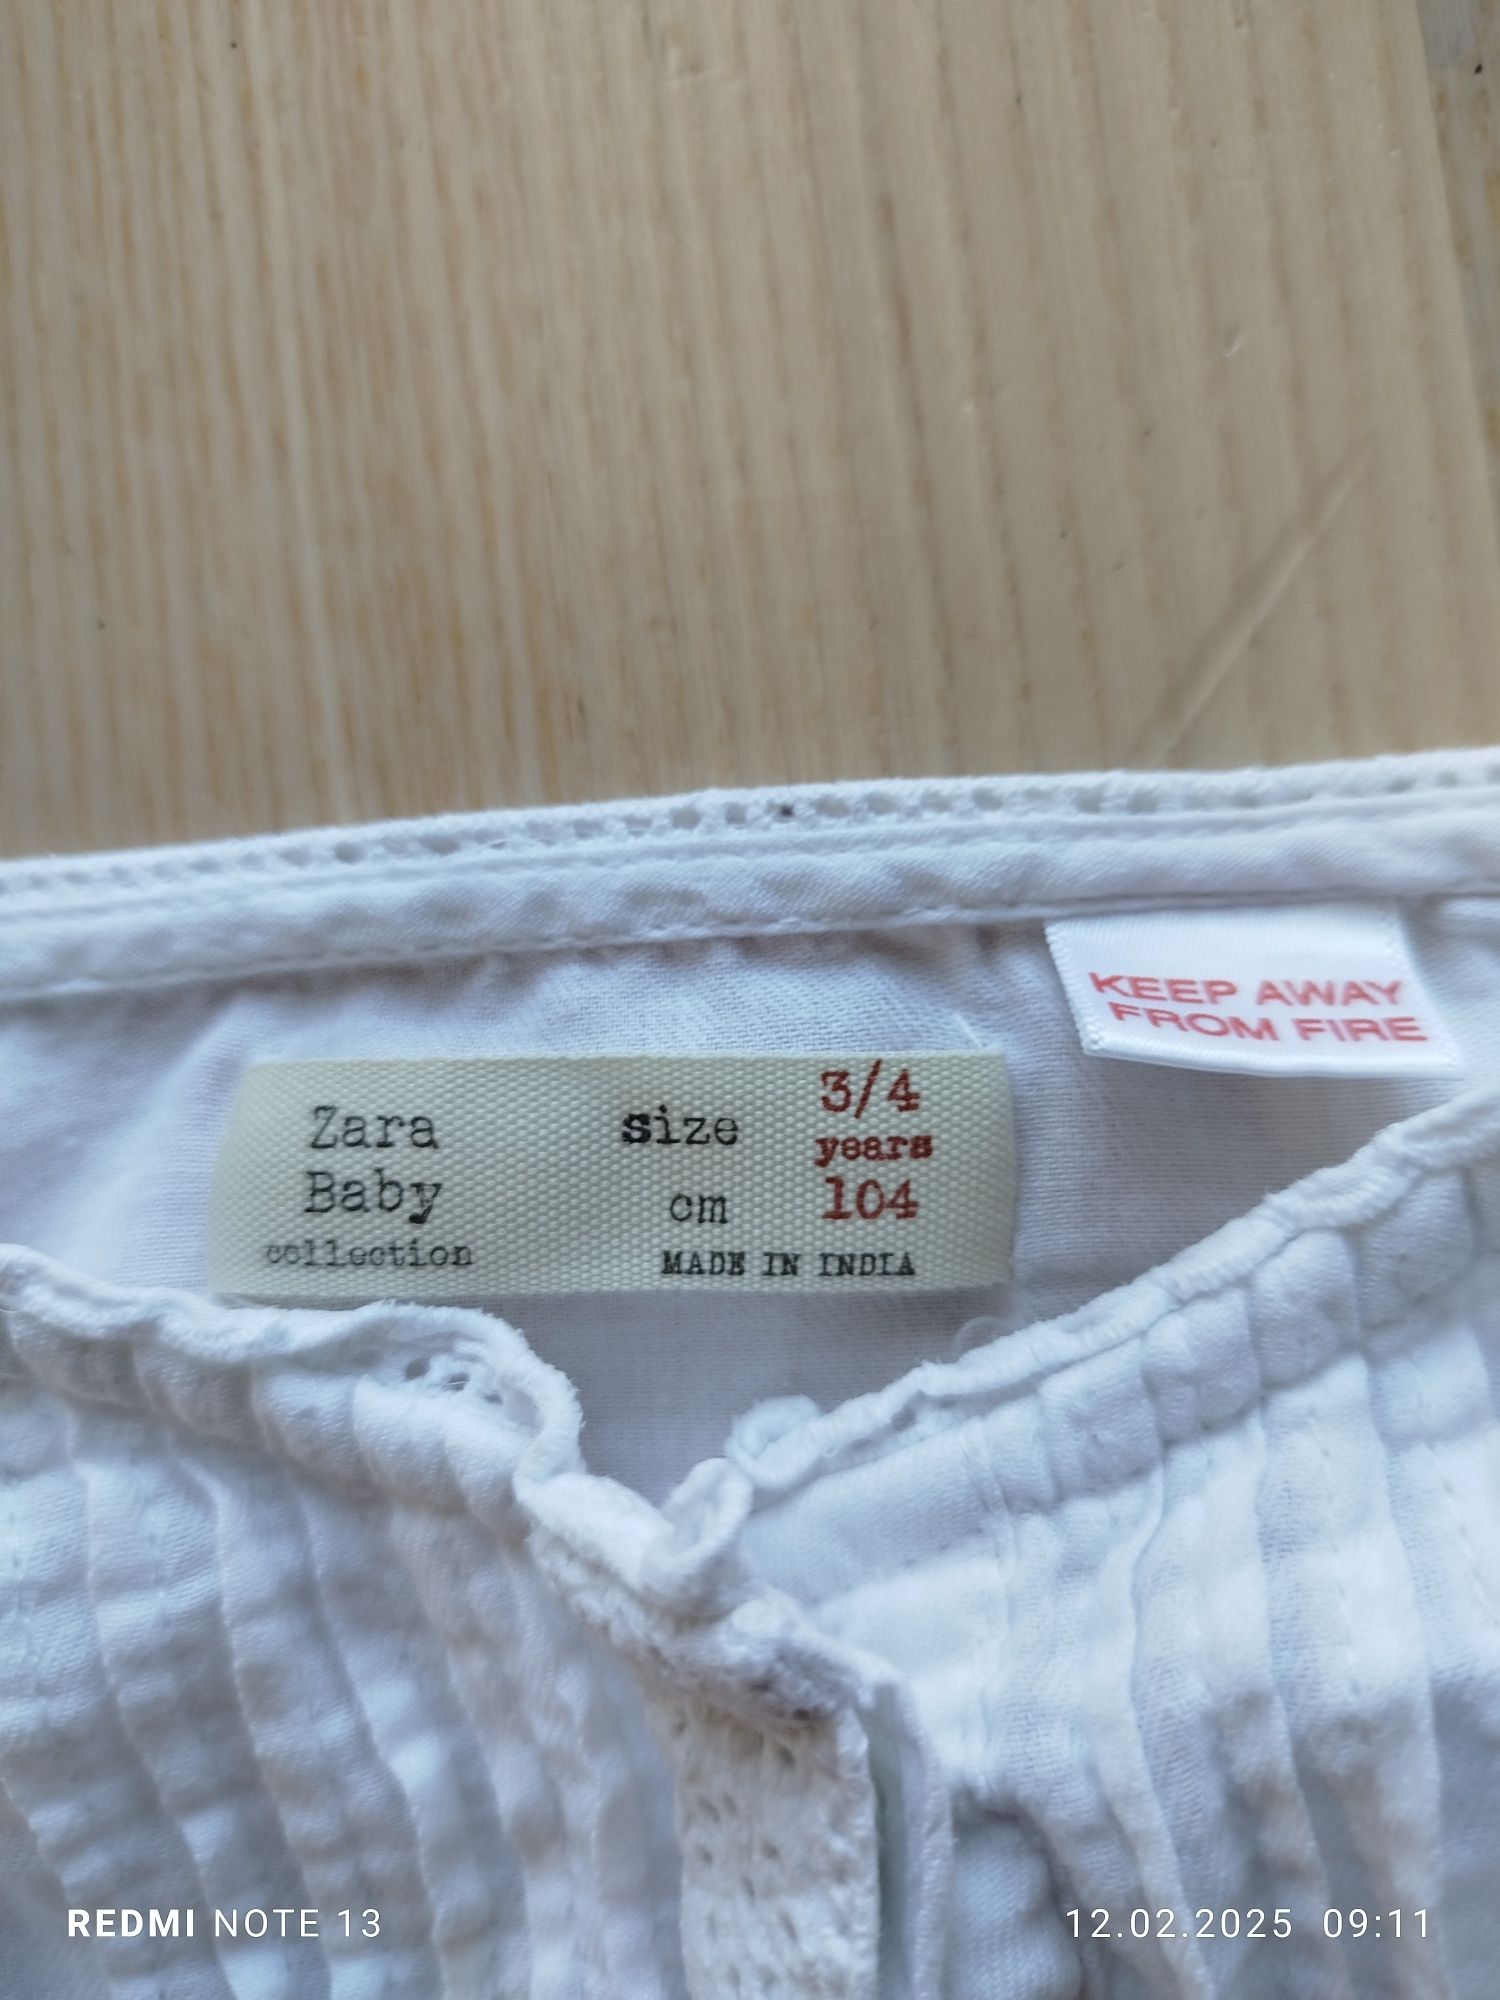 KEEP AWAY
FROM FIRE
Zara
Baby
collection
size 3/4
years
cm 104
MADE IN INDIA
REDMI NOTE 13
12.02.2025 09:11